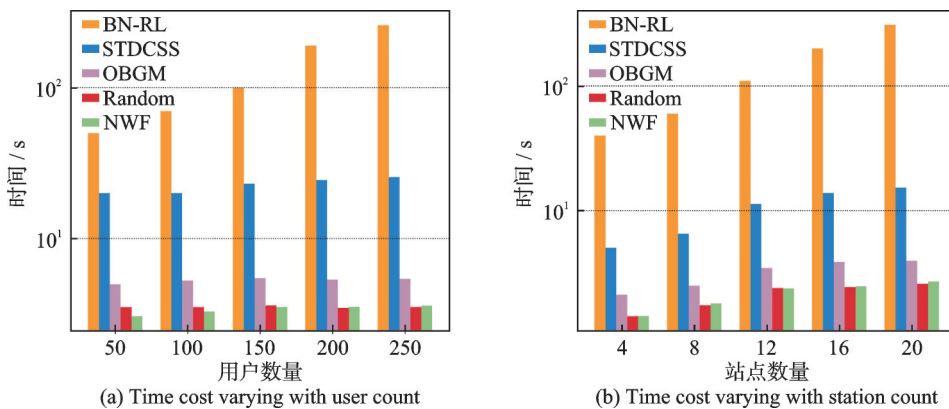 BN-RL
STDCSS
OBGM
Random
NWF
10²
10¹
时间 / s
50 100 150 200 250
用户数量
(a) Time cost varying with user count
BN-RL
STDCSS
OBGM
Random
NWF
10²
10¹
时间 / s
4 8 12 16 20
站点数量
(b) Time cost varying with station count